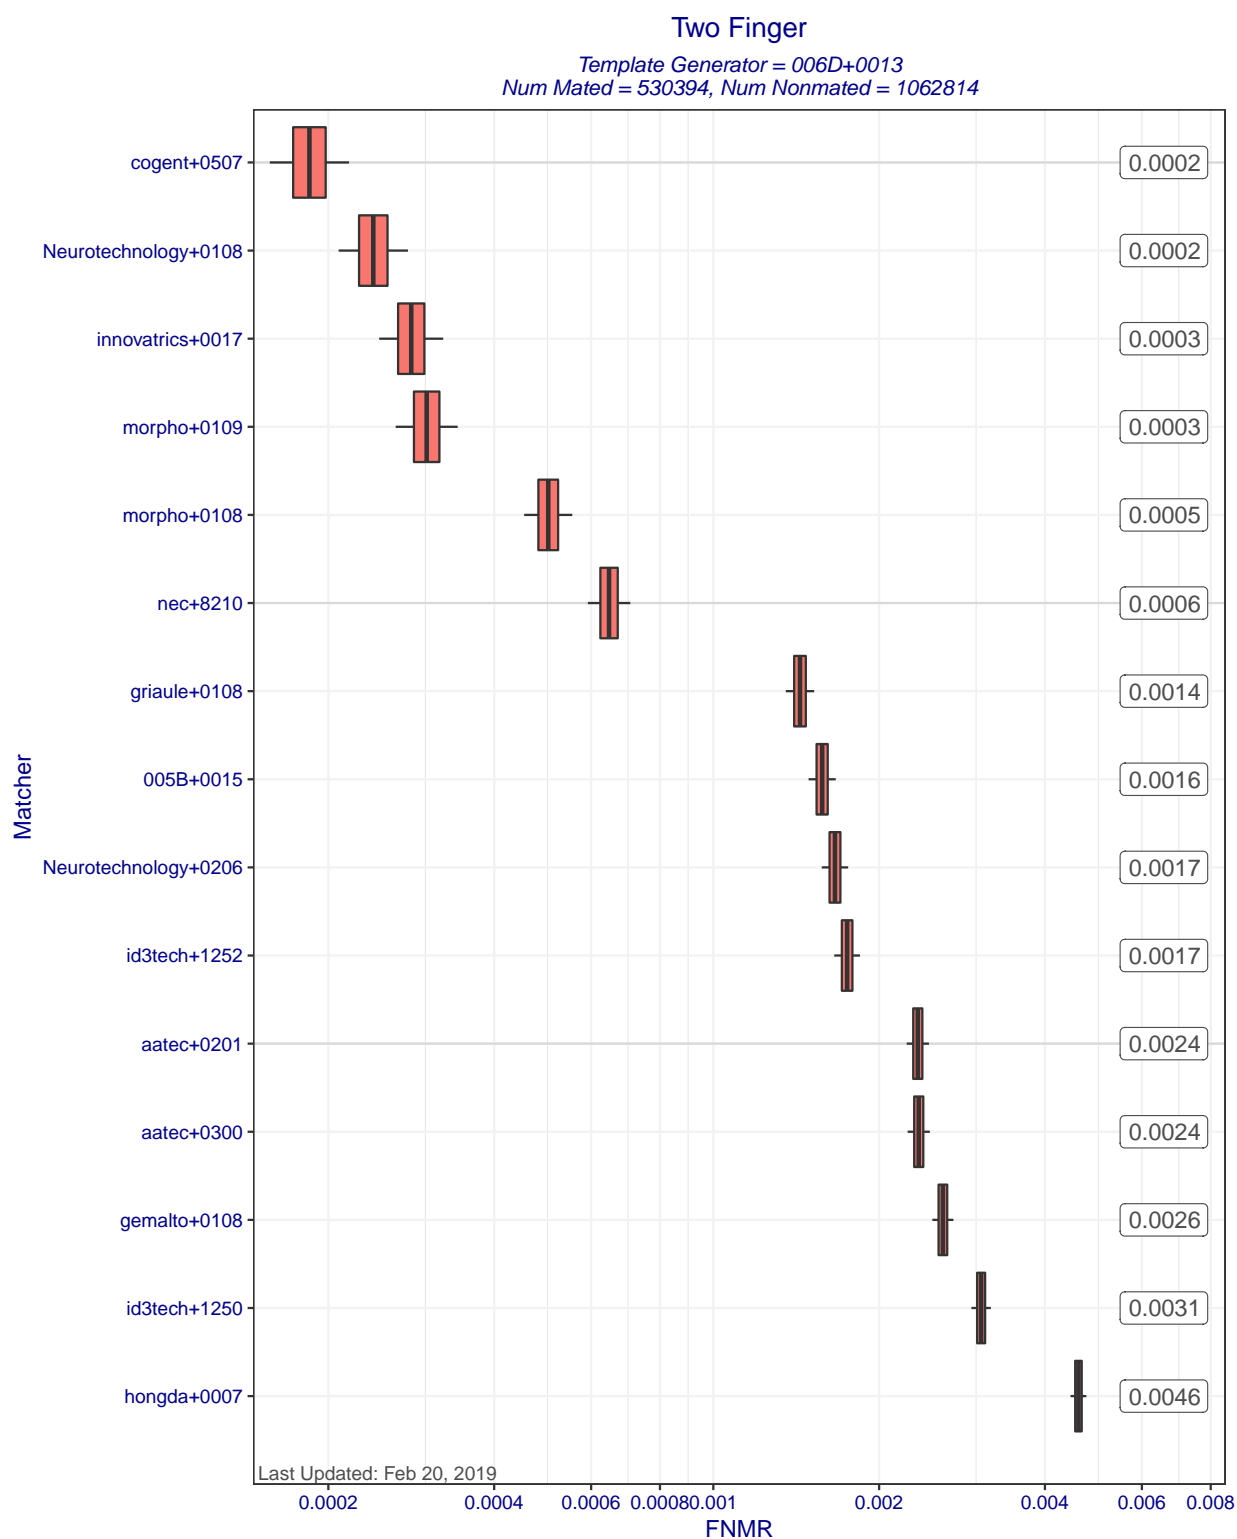 Two Finger
Template Generator = 006D+0013
Num Mated = 530394, Num Nonmated = 1062814
Matcher
cogent+0507 0.0002
Neurotechnology+0108 0.0002
innovatrics+0017 0.0003
morpho+0109 0.0003
morpho+0108 0.0005
nec+8210 0.0006
griaule+0108 0.0014
005B+0015 0.0016
Neurotechnology+0206 0.0017
id3tech+1252 0.0017
aatec+0201 0.0024
aatec+0300 0.0024
gemalto+0108 0.0026
id3tech+1250 0.0031
hongda+0007 0.0046
Last Updated: Feb 20, 2019
0.0002 0.0004 0.0006 0.0008 0.001 0.002 0.004 0.006 0.008
FNMR